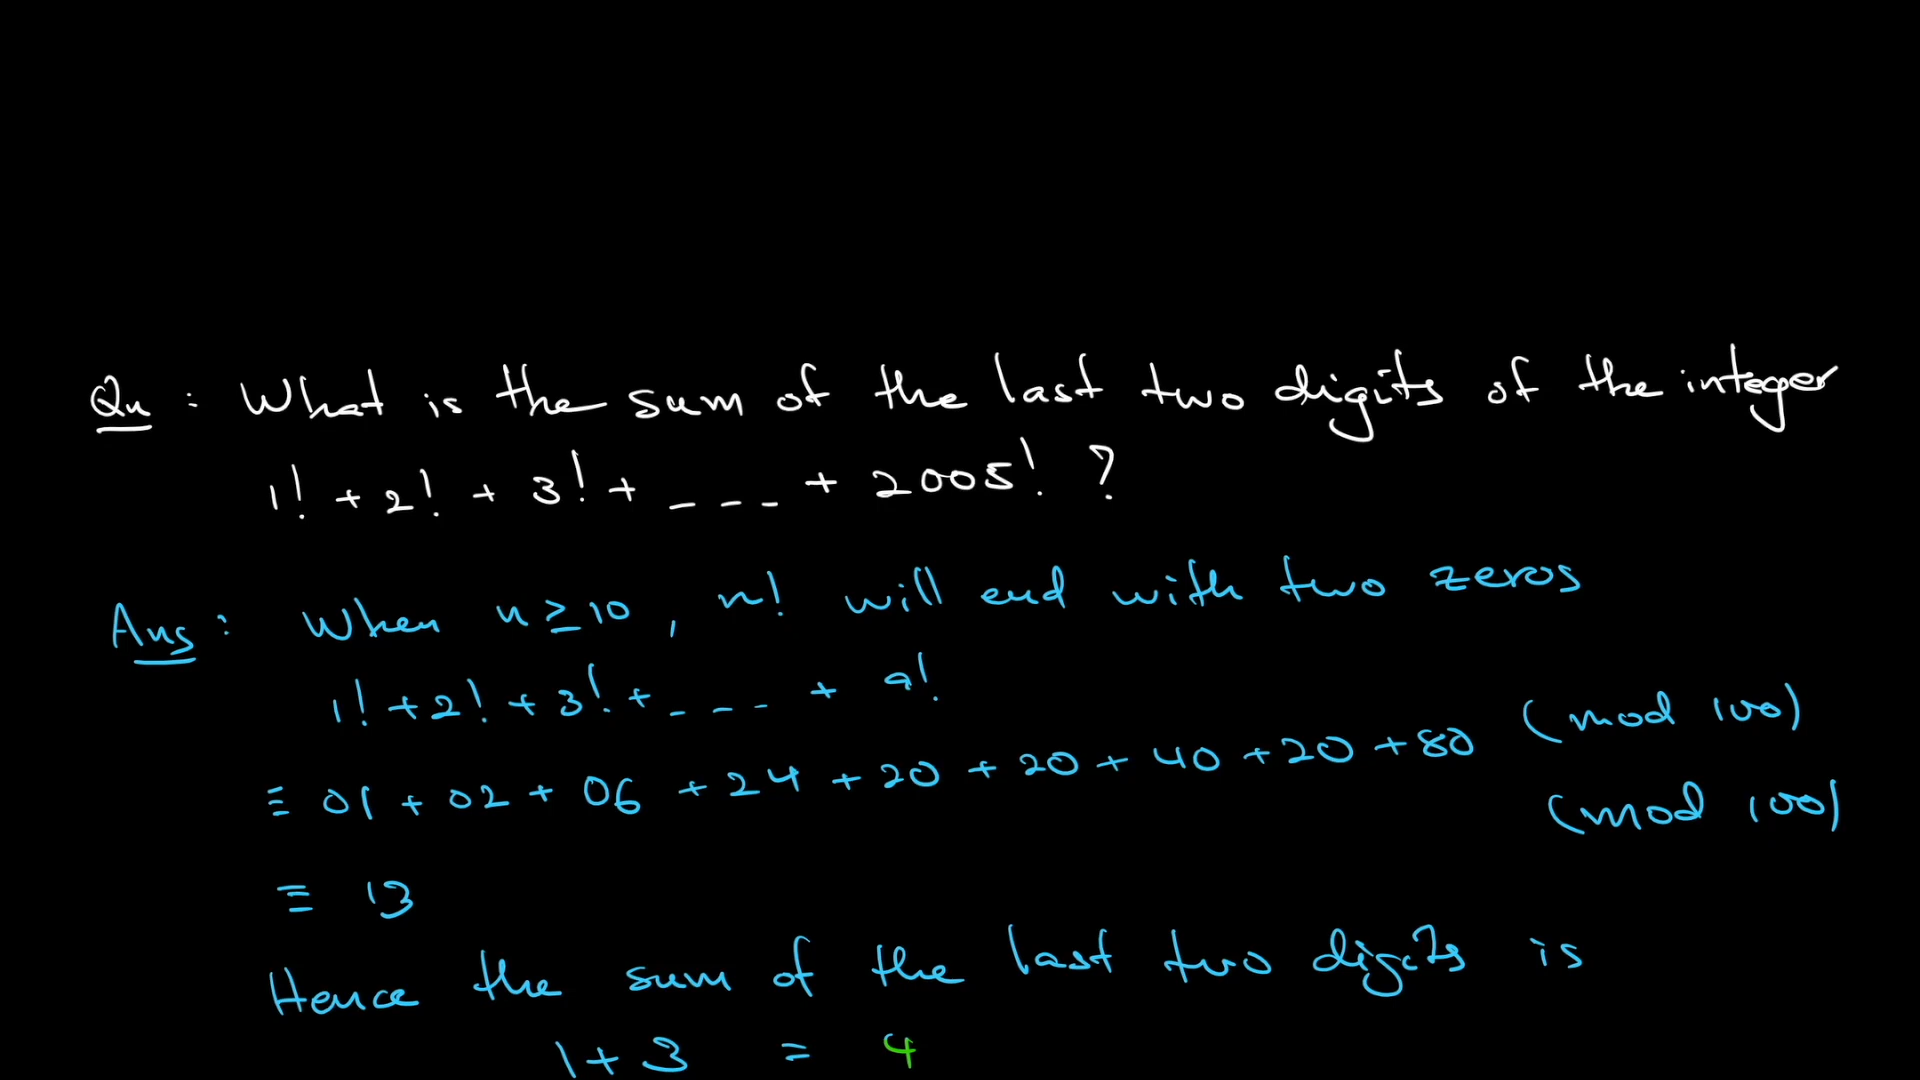 Qn : What is the sum of the last two digits of the integer
1! + 2! + 3! + - - - + 2005! ?
Ans : When n ≥ 10 , n! will end with two zeros
1! + 2! + 3! + - - - + 9!
≡ 01 + 02 + 06 + 24 + 20 + 20 + 40 + 20 + 80 (mod 100)
≡ 13 (mod 100)
Hence the sum of the last two digits is
1 + 3 = 4